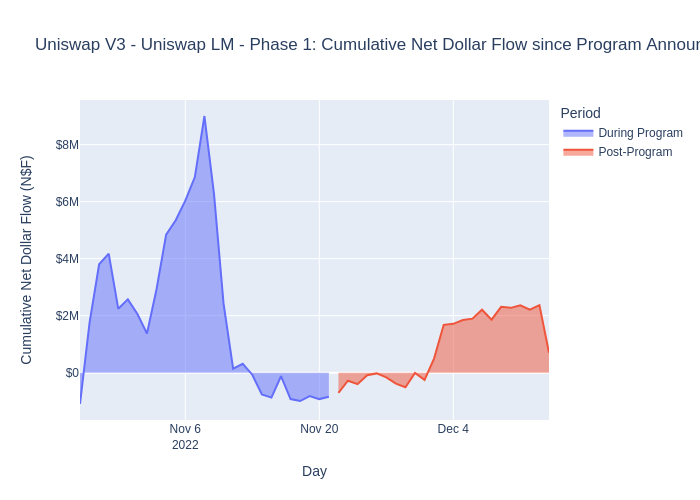 Uniswap V3 - Uniswap LM - Phase 1: Cumulative Net Dollar Flow since Program
Period
During Program
Post-Program
Cumulative Net Dollar Flow (N$F)
$8M
$6M
$4M
$2M
$0
Nov 6
2022
Nov 20
Dec 4
Day